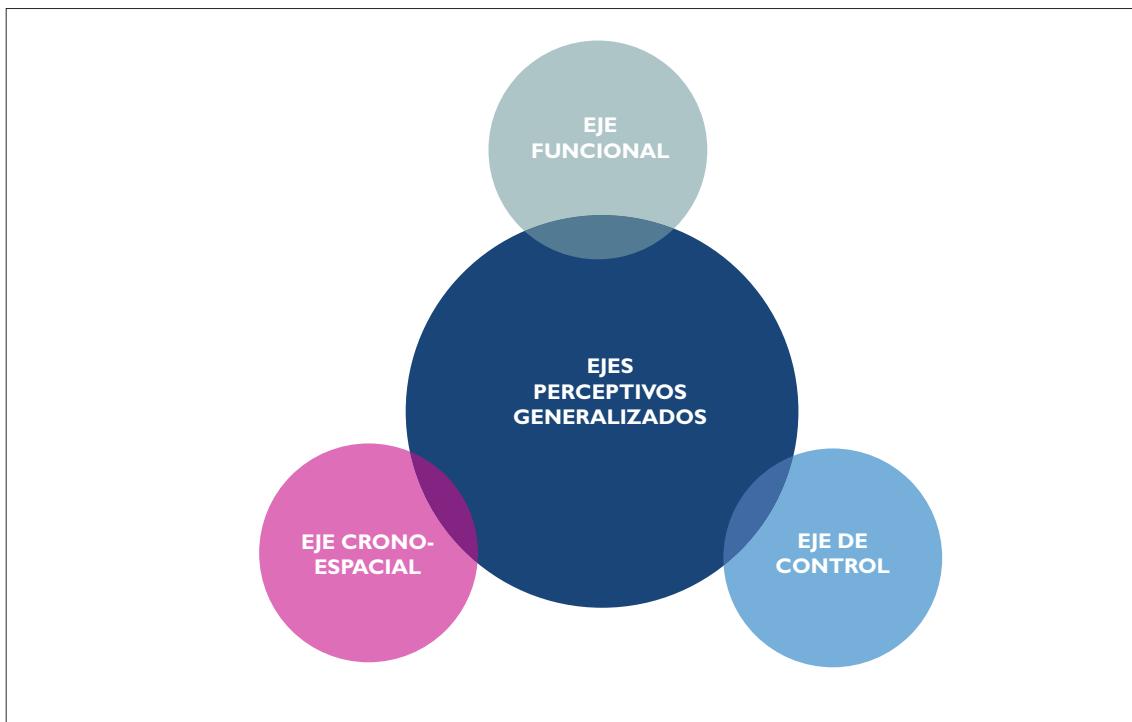 EJE
FUNCIONAL
EJES
PERCEPTIVOS
GENERALIZADOS
EJE CRONO-
ESPACIAL
EJE DE
CONTROL